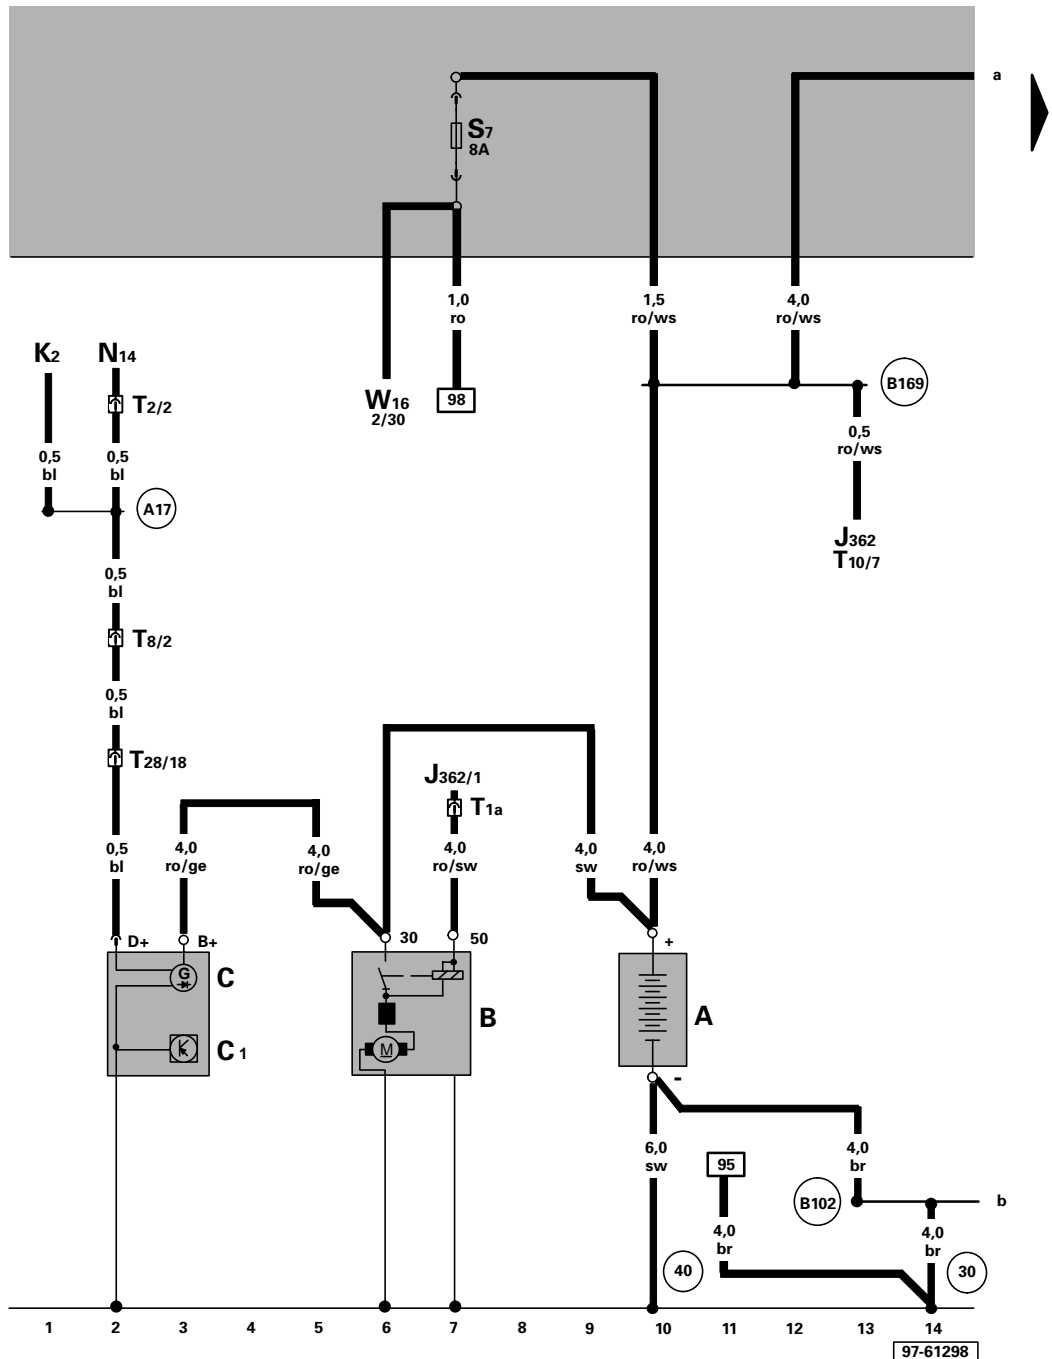 a
S7
8A
1,0
ro
1,5
ro/ws
4,0
ro/ws
K2
N14
T2/2
W16
2/30
98
B169
0,5
bl
0,5
bl
0,5
ro/ws
A17
J362
T10/7
0,5
bl
T8/2
0,5
bl
T28/18
J362/1
T1a
0,5
bl
4,0
ro/ge
4,0
ro/ge
4,0
ro/sw
4,0
sw
4,0
ro/ws
D+
B+
30
50
+
G
C
B
A
C1
M
-
6,0
sw
95
4,0
br
B102
b
4,0
br
4,0
br
40
30
1 2 3 4 5 6 7 8 9 10 11 12 13 14
97-61298